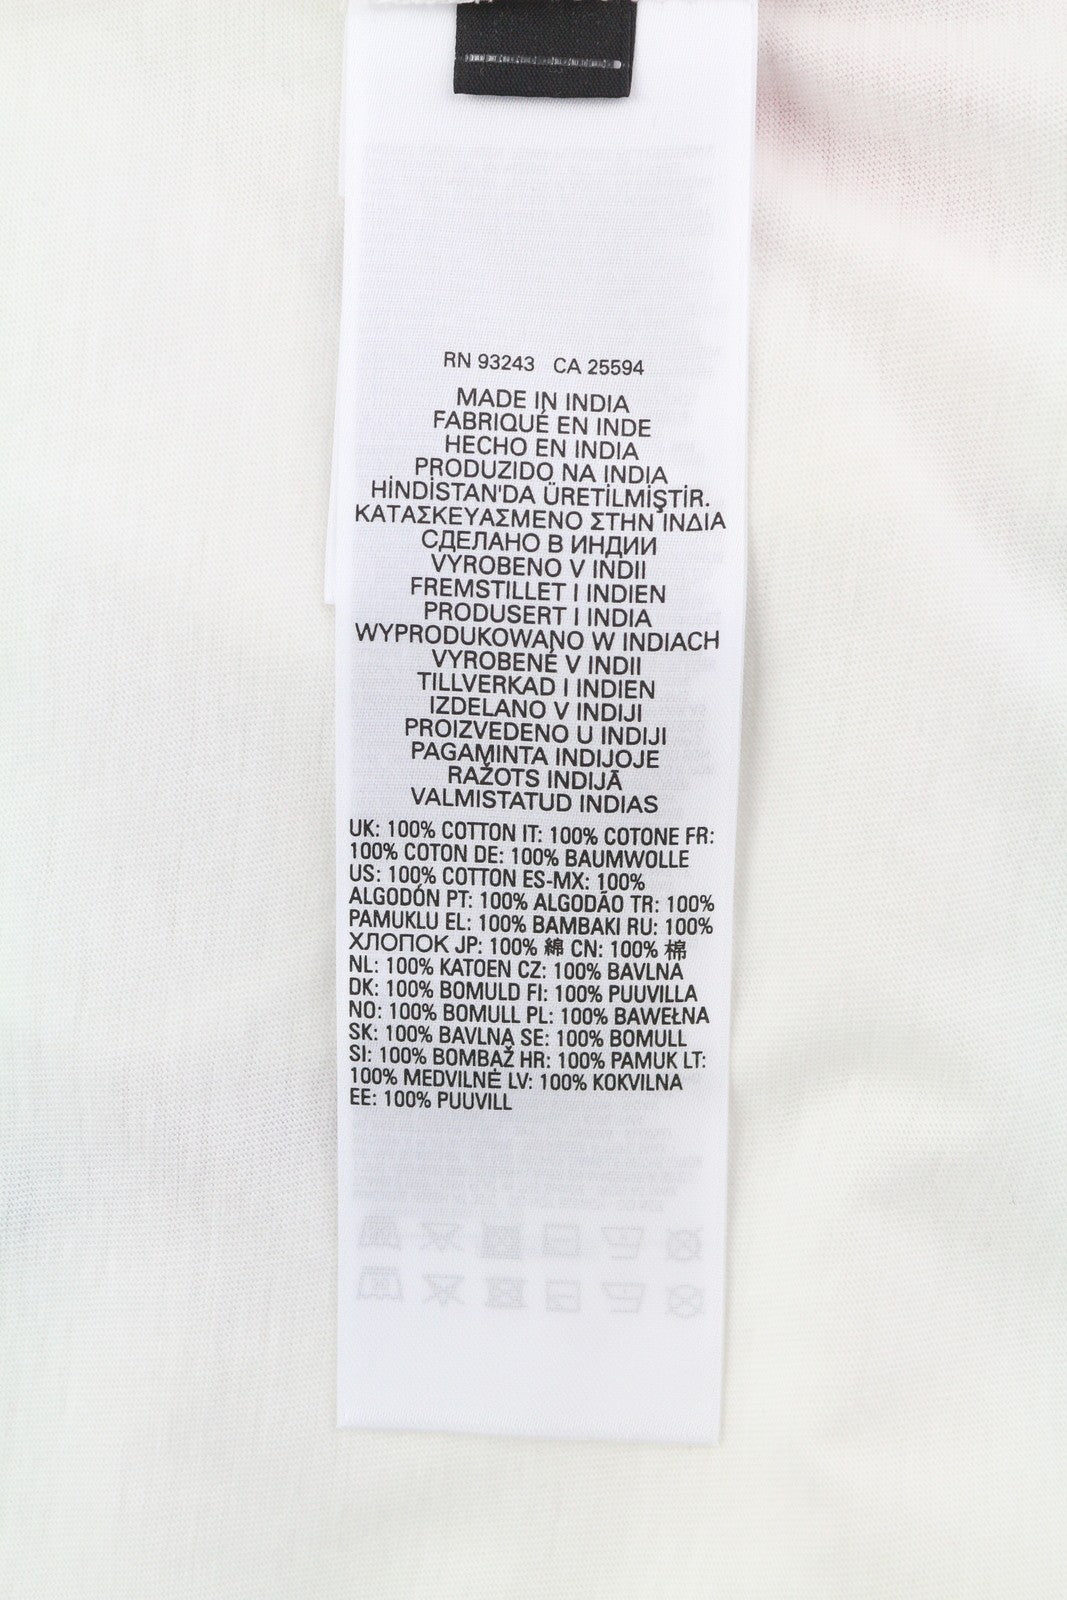 RN 93243 CA 25594
MADE IN INDIA
FABRIQUÉ EN INDE
HECHO EN INDIA
PRODUZIDO NA INDIA
HİNDİSTAN'DA ÜRETİLMİŞTİR.
ΚΑΤΑΣΚΕΥΑΣΜΕΝΟ ΣΤΗΝ ΙΝΔΙΑ
СДЕЛАНО В ИНДИИ
VYROBENO V INDII
FREMSTILLET I INDIEN
PRODUSERT I INDIA
WYPRODUKOWANO W INDIACH
VYROBENÉ V INDII
TILLVERKAD I INDIEN
IZDELANO V INDIJI
PROIZVEDENO U INDIJI
PAGAMINTA INDIJOJE
RAŽOTS INDIJĀ
VALMISTATUD INDIAS
UK: 100% COTTON IT: 100% COTONE FR:
100% COTON DE: 100% BAUMWOLLE
US: 100% COTTON ES-MX: 100%
ALGODÓN PT: 100% ALGODÃO TR: 100%
PAMUKLU EL: 100% BAMBAKI RU: 100%
ХЛОПОК JP: 100% 綿 CN: 100% 棉
NL: 100% KATOEN CZ: 100% BAVLNA
DK: 100% BOMULD FI: 100% PUUVILLA
NO: 100% BOMULL PL: 100% BAWEŁNA
SK: 100% BAVLNA SE: 100% BOMULL
SI: 100% BOMBAŽ HR: 100% PAMUK LT:
100% MEDVILNĖ LV: 100% KOKVILNA
EE: 100% PUUVILL